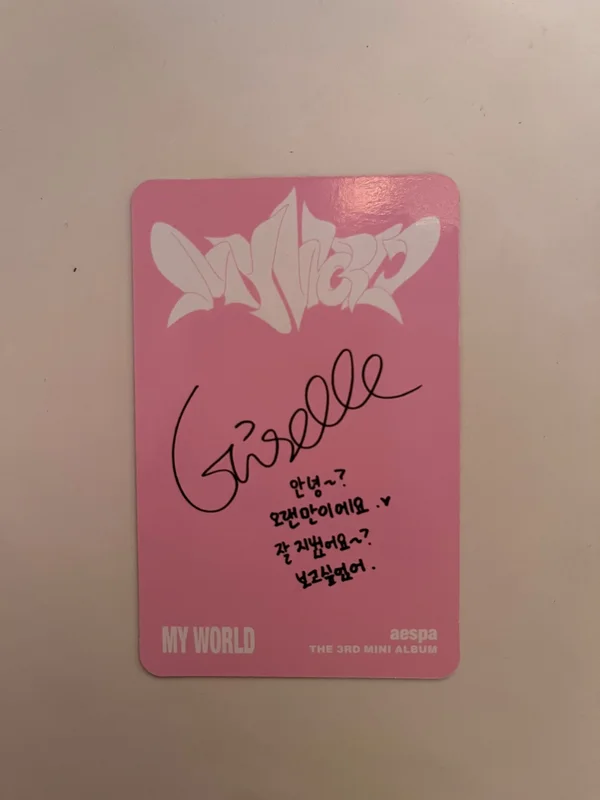 MY WORLD
Giselle
안녕~?
오랜만이에요.♥
잘 지냈어요~?
보고싶었어.
MY WORLD
aespa
THE 3RD MINI ALBUM